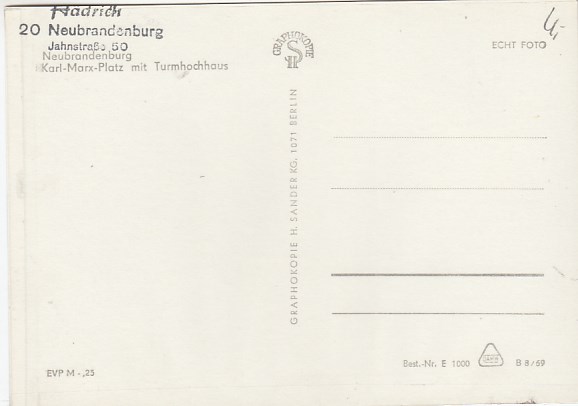 Hadrich
20 Neubrandenburg
Jahnstraße 50
Neubrandenburg
Karl-Marx-Platz mit Turmhochhaus
GRAPHOKOPIE
HS
ECHT FOTO
GRAPHOKOPIE H. SANDER KG, 1071 BERLIN
EVP M -,25
Best.-Nr. E 1000
B 8/69